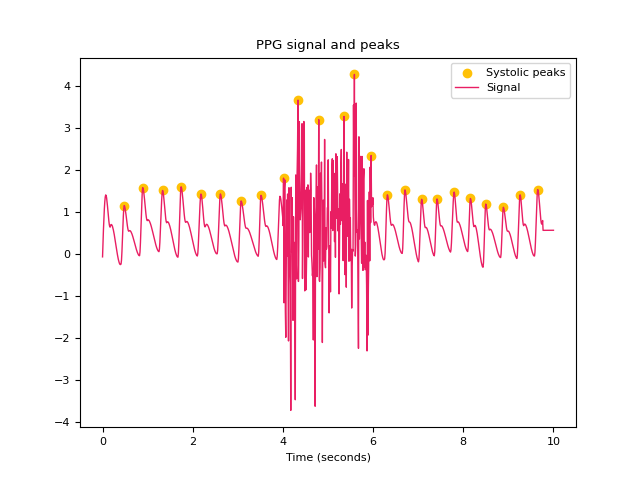 PPG signal and peaks
Systolic peaks
Signal
4
3
2
1
0
−1
−2
−3
−4
0 2 4 6 8 10
Time (seconds)